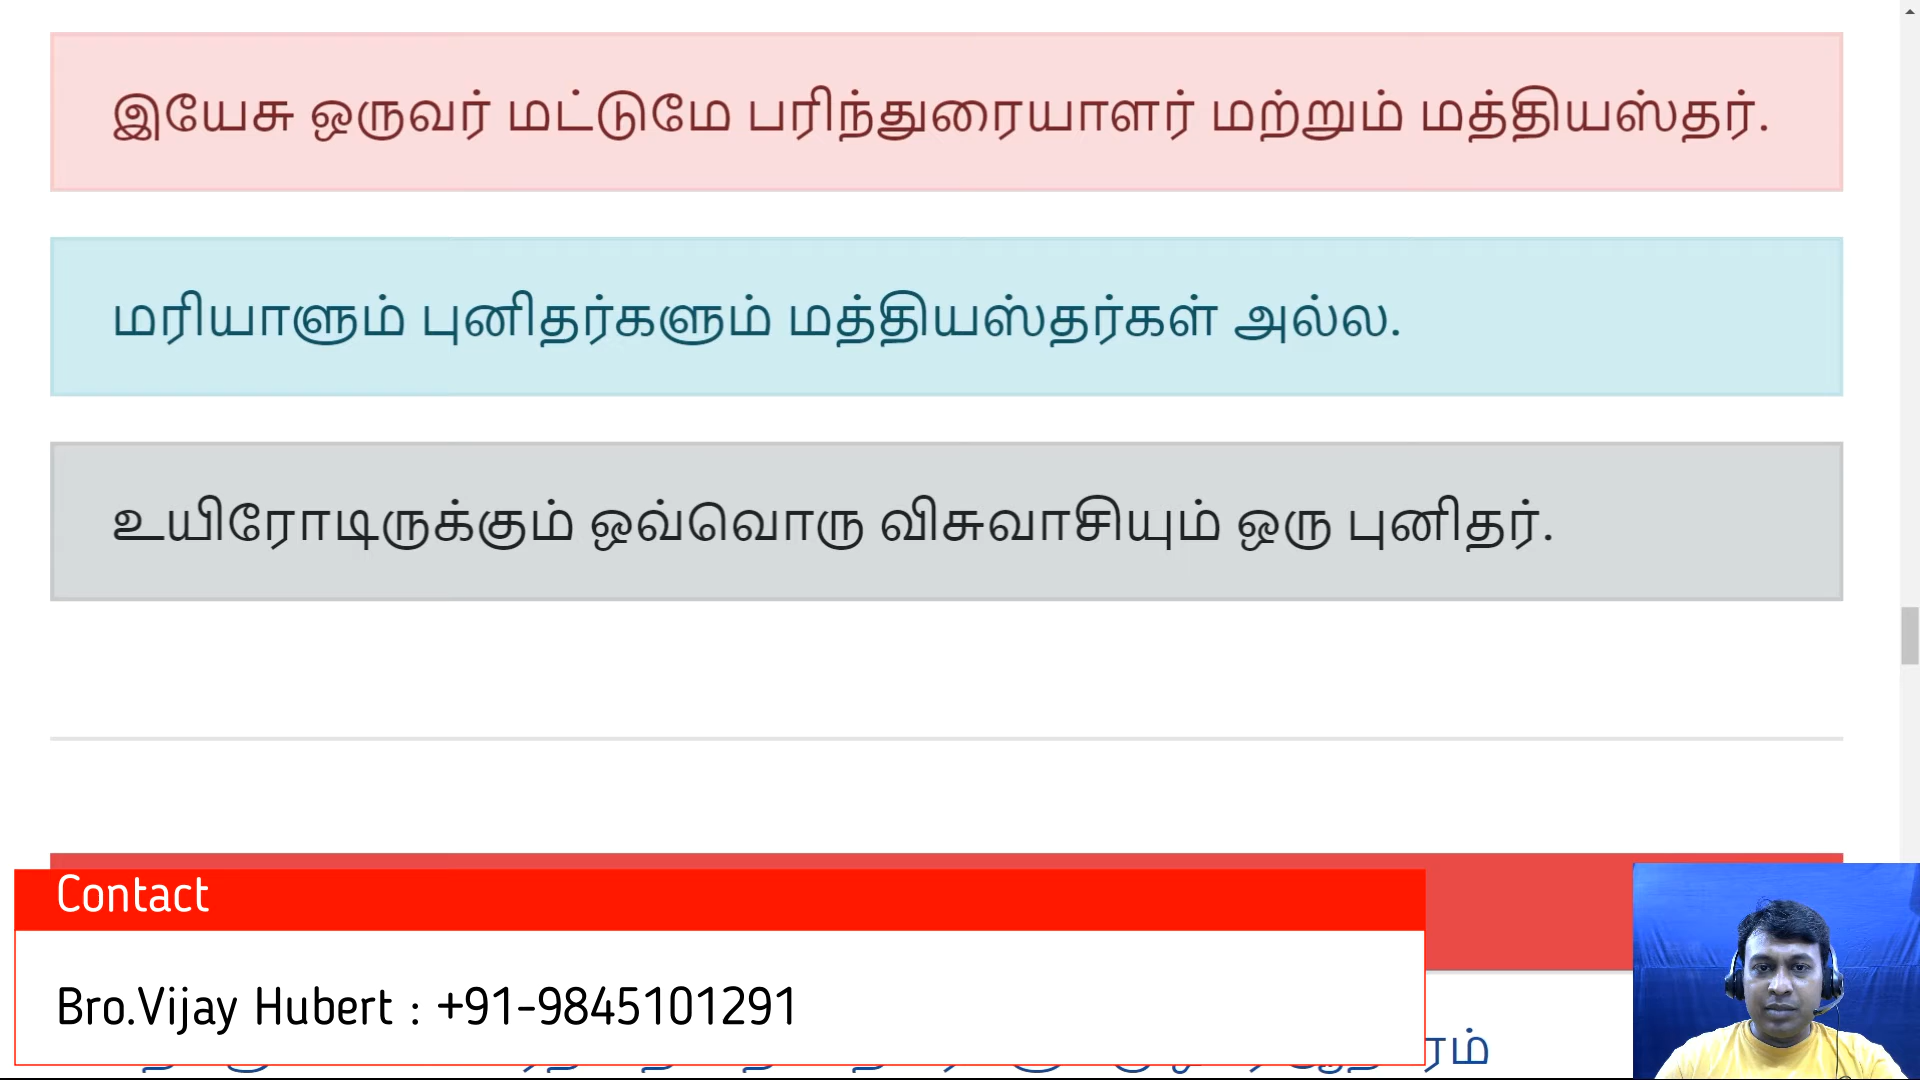 இயேசு ஒருவர் மட்டுமே பரிந்துரையாளர் மற்றும் மத்தியஸ்தர்.
மரியாளும் புனிதர்களும் மத்தியஸ்தர்கள் அல்ல.
உயிரோடிருக்கும் ஒவ்வொரு விசுவாசியும் ஒரு புனிதர்.
Contact
Bro.Vijay Hubert : +91-9845101291